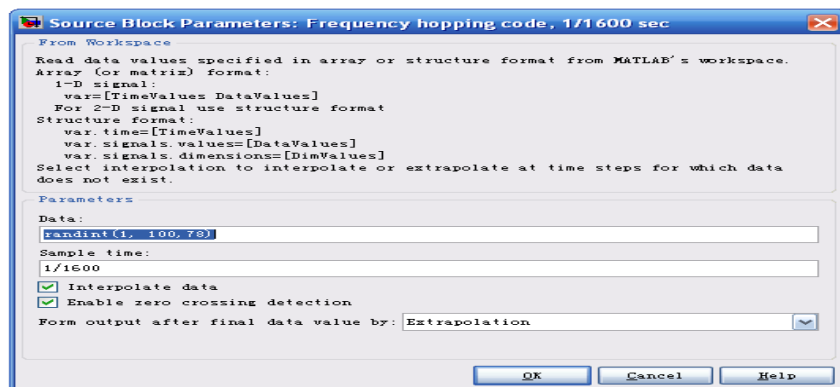 Source Block Parameters: Frequency hopping code, 1/1600 sec
From Workspace
Read data values specified in array or structure format from MATLAB's workspace.
Array (or matrix) format:
1-D signal:
var=[TimeValues DataValues]
For 2-D signal use structure format
Structure format:
var.time=[TimeValues]
var.signals.values=[DataValues]
var.signals.dimensions=[DimValues]
Select interpolation to interpolate or extrapolate at time steps for which data
does not exist.
Parameters
Data:
randint(1, 100,78)
Sample time:
1/1600
Interpolate data
Enable zero crossing detection
Form output after final data value by: Extrapolation
OK Cancel Help